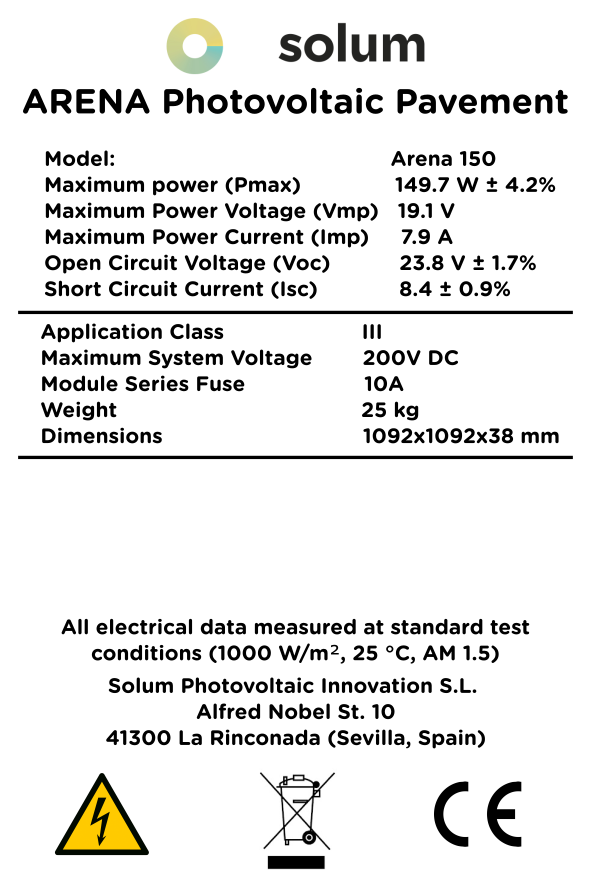 solum
ARENA Photovoltaic Pavement
Model: Arena 150
Maximum power (Pmax) 149.7 W ± 4.2%
Maximum Power Voltage (Vmp) 19.1 V
Maximum Power Current (Imp) 7.9 A
Open Circuit Voltage (Voc) 23.8 V ± 1.7%
Short Circuit Current (Isc) 8.4 ± 0.9%
Application Class III
Maximum System Voltage 200V DC
Module Series Fuse 10A
Weight 25 kg
Dimensions 1092x1092x38 mm
All electrical data measured at standard test
conditions (1000 W/m², 25 °C, AM 1.5)
Solum Photovoltaic Innovation S.L.
Alfred Nobel St. 10
41300 La Rinconada (Sevilla, Spain)
CE